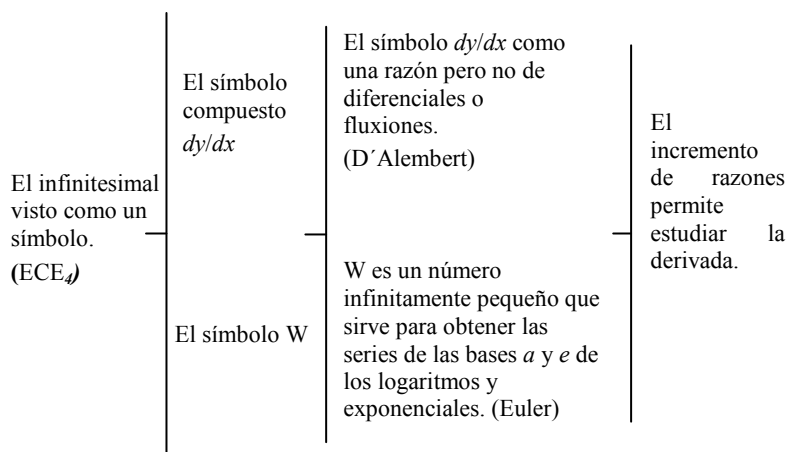 El infinitesimal
visto como un
símbolo.
(ECE4)
El símbolo
compuesto
dy/dx
El símbolo W
El símbolo dy/dx como
una razón pero no de
diferenciales o
fluxiones.
(D´Alembert)
W es un número
infinitamente pequeño que
sirve para obtener las
series de las bases a y e de
los logaritmos y
exponenciales. (Euler)
El
incremento
de razones
permite
estudiar la
derivada.